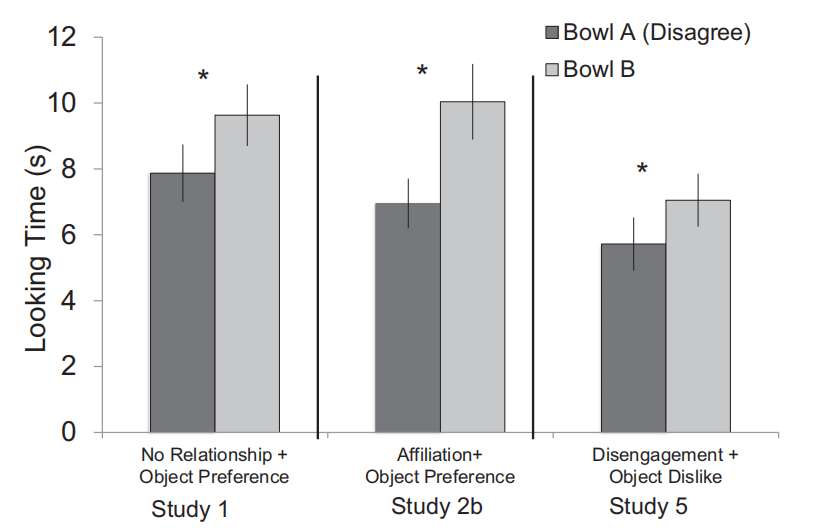 Bowl A (Disagree)
Bowl B
Looking Time (s)
12
10
8
6
4
2
0
*
*
*
No Relationship +
Object Preference
Study 1
Affiliation+
Object Preference
Study 2b
Disengagement +
Object Dislike
Study 5